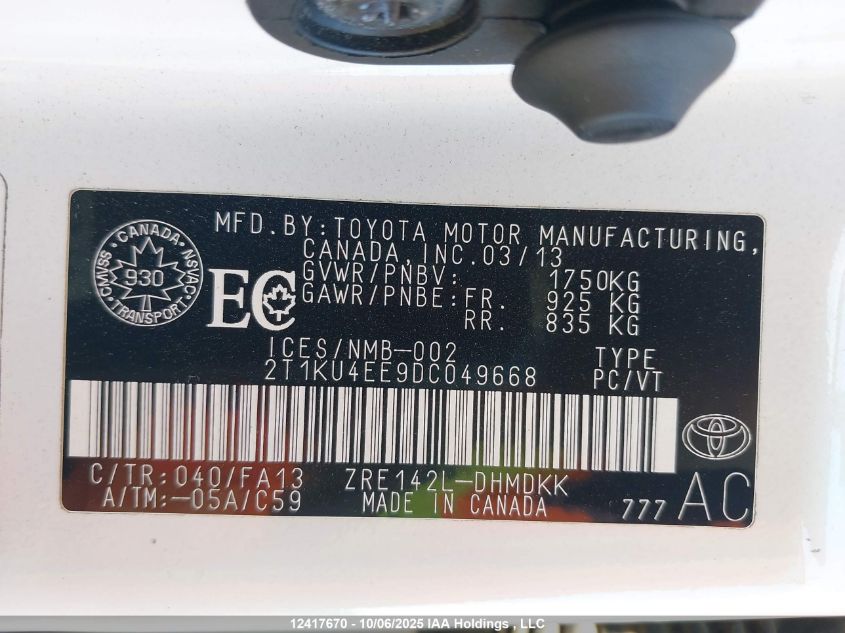 MFD.BY:TOYOTA MOTOR MANUFACTURING,
CANADA,INC.03/13
GVWR/PNBV: 1750KG
GAWR/PNBE:FR. 925 KG
RR. 835 KG
CANADA
CMVSS 930 NSVAC
TRANSPORT
EC
ICES/NMB-002
2T1KU4EE9DC049668
TYPE
PC/VT
C/TR:040/FA13 ZRE142L-DHMDKK
A/TM:-05A/C59 MADE IN CANADA
777 AC
12417670 - 10/06/2025 IAA Holdings , LLC